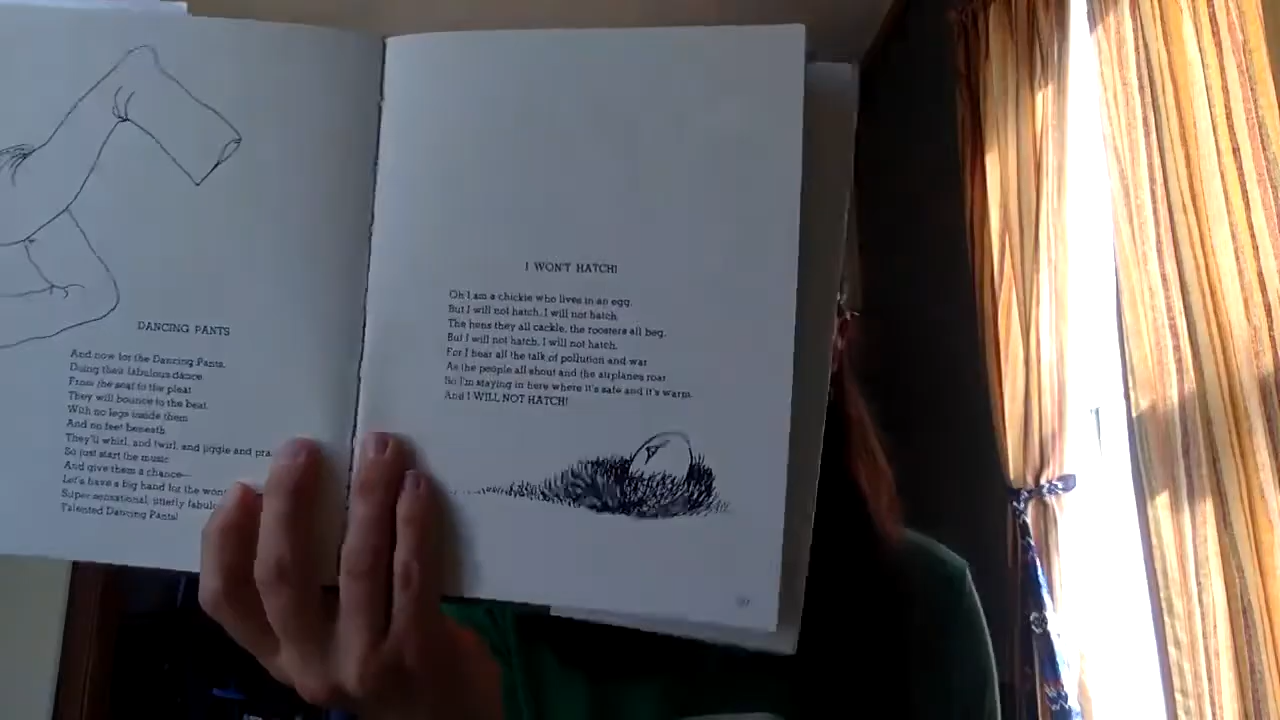 DANCING PANTS
And now for the Dancing Pants,
Doing their fabulous dance.
From the seat to the pleat
They will bounce to the beat,
With no legs inside them
And no feet beneath.
They'll whirl, and twirl, and jiggle and pra
So just start the music
And give them a chance—
Let's have a big hand for the won
Super sensational, utterly fabulo
Talented Dancing Pants!
I WON'T HATCH!
Oh I am a chickie who lives in an egg,
But I will not hatch, I will not hatch.
The hens they all cackle, the roosters all beg,
But I will not hatch, I will not hatch.
For I hear all the talk of pollution and war
As the people all shout and the airplanes roar,
So I'm staying in here where it's safe and it's warm,
And I WILL NOT HATCH!